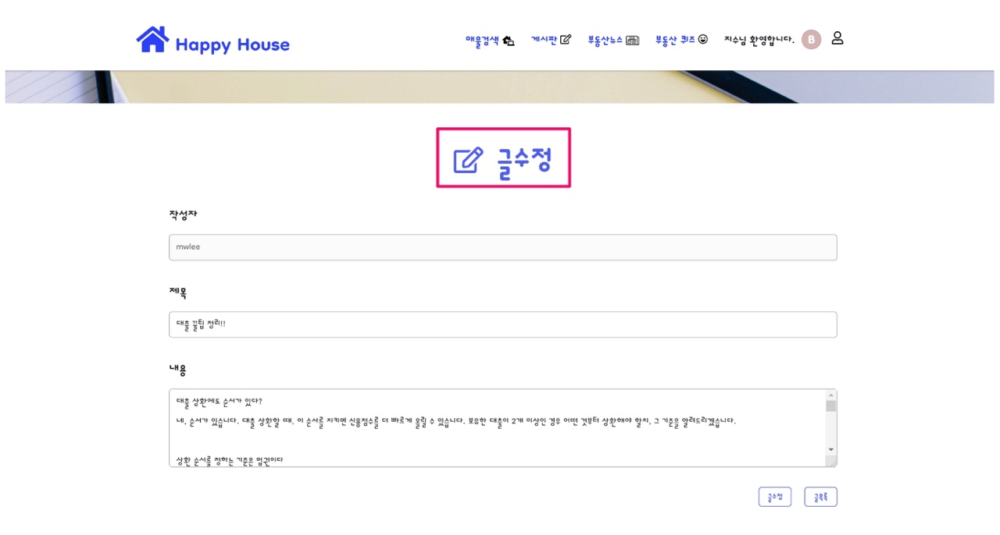 Happy House
매물검색 게시판 부동산뉴스 부동산 퀴즈 지수님 환영합니다. B
글수정
작성자
mwlee
제목
대출 꿀팁 정리!!
내용
대출 상환에도 순서가 있다?
네, 순서가 있습니다. 대출 상환할 때, 이 순서를 지키면 신용점수를 더 빠르게 올릴 수 있습니다. 보유한 대출이 2개 이상인 경우 어떤 것부터 상환해야 할지, 그 기준을 알려드리겠습니다.
상환 순서를 정하는 기준은 업권이다
글수정 글목록